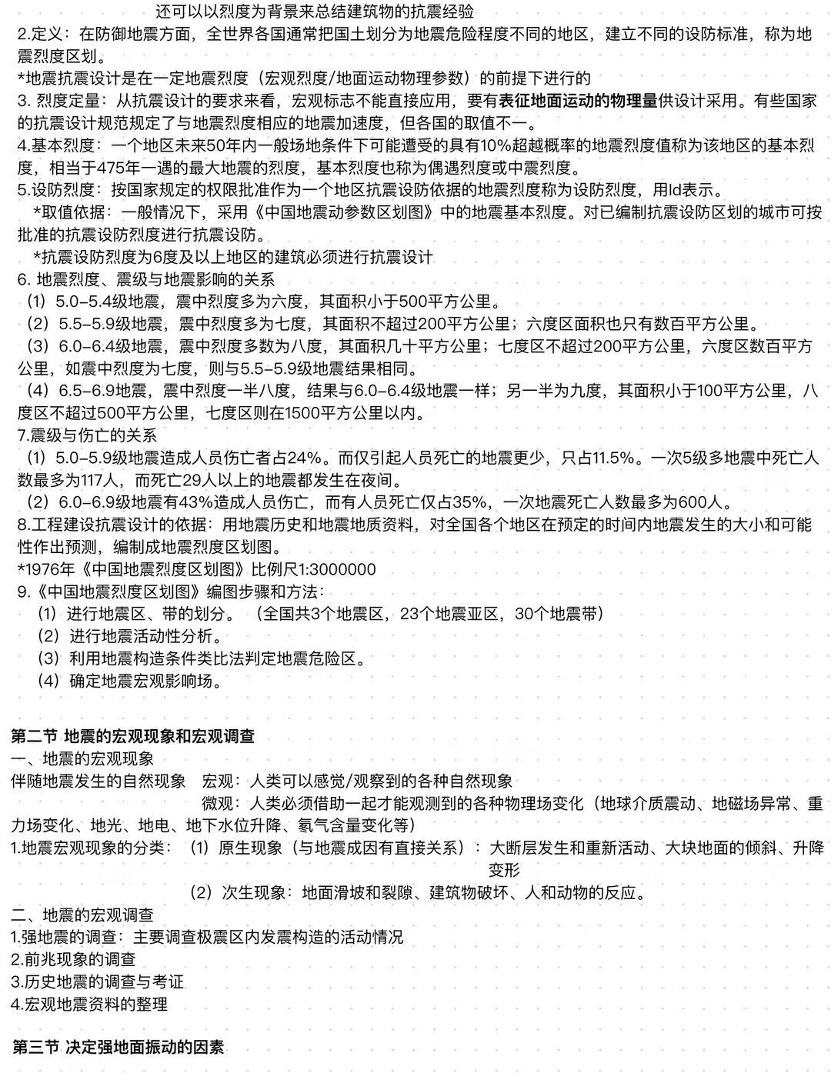 还可以以烈度为背景来总结建筑物的抗震经验
2.定义：在防御地震方面，全世界各国通常把国土划分为地震危险程度不同的地区，建立不同的设防标准，称为地
震烈度区划。
*地震抗震设计是在一定地震烈度（宏观烈度/地面运动物理参数）的前提下进行的
3. 烈度定量：从抗震设计的要求来看，宏观标志不能直接应用，要有表征地面运动的物理量供设计采用。有些国家
的抗震设计规范规定了与地震烈度相应的地震加速度，但各国的取值不一。
4.基本烈度：一个地区未来50年内一般场地条件下可能遭受的具有10%超越概率的地震烈度值称为该地区的基本烈
度，相当于475年一遇的最大地震的烈度，基本烈度也称为偶遇烈度或中震烈度。
5.设防烈度：按国家规定的权限批准作为一个地区抗震设防依据的地震烈度称为设防烈度，用Id表示。
*取值依据：一般情况下，采用《中国地震动参数区划图》中的地震基本烈度。对已编制抗震设防区划的城市可按
批准的抗震设防烈度进行抗震设防。
*抗震设防烈度为6度及以上地区的建筑必须进行抗震设计
6. 地震烈度、震级与地震影响的关系
（1）5.0-5.4级地震，震中烈度多为六度，其面积小于500平方公里。
（2）5.5-5.9级地震，震中烈度多为七度，其面积不超过200平方公里；六度区面积也只有数百平方公里。
（3）6.0-6.4级地震，震中烈度多数为八度，其面积几十平方公里；七度区不超过200平方公里，六度区数百平方
公里，如震中烈度为七度，则与5.5-5.9级地震结果相同。
（4）6.5-6.9地震，震中烈度一半八度，结果与6.0-6.4级地震一样；另一半为九度，其面积小于100平方公里，八
度区不超过500平方公里，七度区则在1500平方公里以内。
7.震级与伤亡的关系
（1）5.0-5.9级地震造成人员伤亡者占24%。而仅引起人员死亡的地震更少，只占11.5%。一次5级多地震中死亡人
数最多为117人，而死亡29人以上的地震都发生在夜间。
（2）6.0-6.9级地震有43%造成人员伤亡，而有人员死亡仅占35%，一次地震死亡人数最多为600人。
8.工程建设抗震设计的依据：用地震历史和地震地质资料，对全国各个地区在预定的时间内地震发生的大小和可能
性作出预测，编制成地震烈度区划图。
*1976年《中国地震烈度区划图》比例尺1:3000000
9.《中国地震烈度区划图》编图步骤和方法：
（1）进行地震区、带的划分。（全国共3个地震区，23个地震亚区，30个地震带）
（2）进行地震活动性分析。
（3）利用地震构造条件类比法判定地震危险区。
（4）确定地震宏观影响场。
第二节 地震的宏观现象和宏观调查
一、地震的宏观现象
伴随地震发生的自然现象 宏观：人类可以感觉/观察到的各种自然现象
微观：人类必须借助一起才能观测到的各种物理场变化（地球介质震动、地磁场异常、重
力场变化、地光、地电、地下水位升降、氡气含量变化等）
1.地震宏观现象的分类：（1）原生现象（与地震成因有直接关系）：大断层发生和重新活动、大块地面的倾斜、升降
变形
（2）次生现象：地面滑坡和裂隙、建筑物破坏、人和动物的反应。
二、地震的宏观调查
1.强地震的调查：主要调查极震区内发震构造的活动情况
2.前兆现象的调查
3.历史地震的调查与考证
4.宏观地震资料的整理
第三节 决定强地面振动的因素